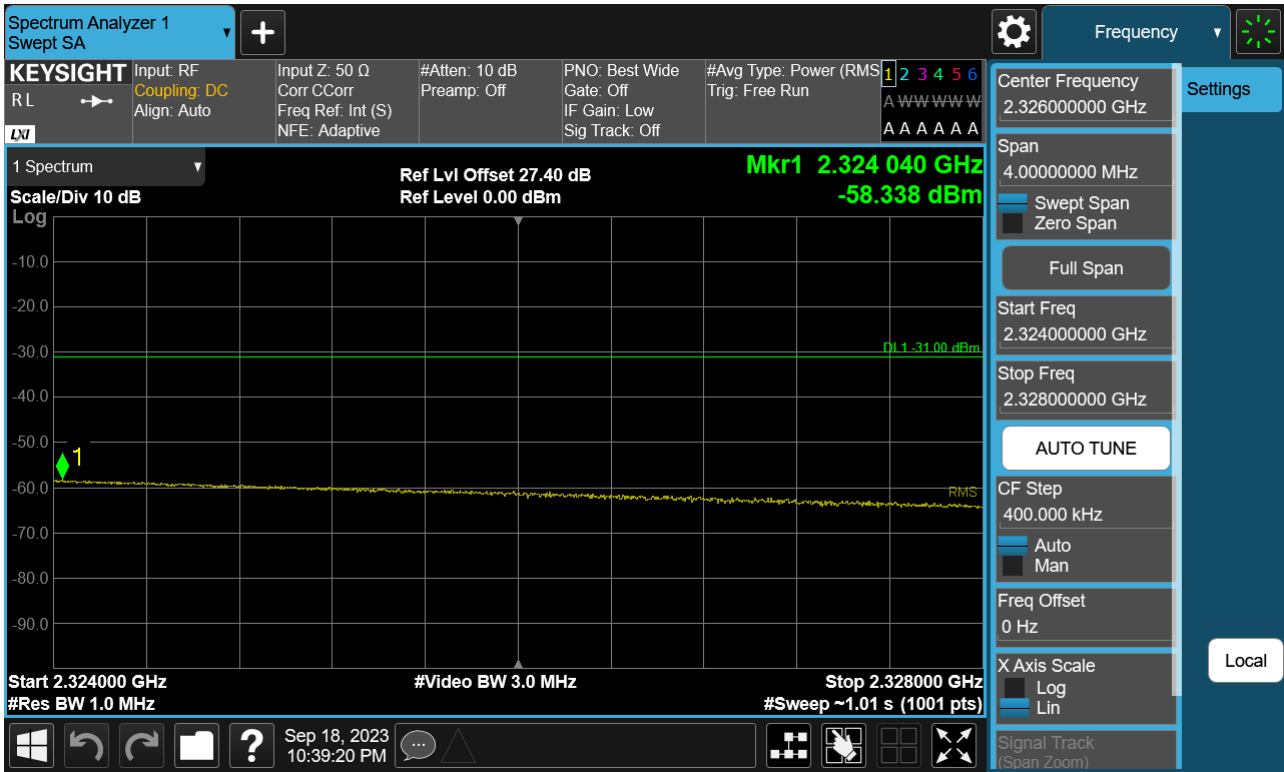 Spectrum Analyzer 1
Swept SA
Frequency
KEYSIGHT
R L
LXI
Input: RF
Coupling: DC
Align: Auto
Input Z: 50 Ω
Corr CCorr
Freq Ref: Int (S)
NFE: Adaptive
#Atten: 10 dB
Preamp: Off
PNO: Best Wide
Gate: Off
IF Gain: Low
Sig Track: Off
#Avg Type: Power (RMS
Trig: Free Run
1 2 3 4 5 6
A W W W W W
A A A A A A
1 Spectrum
Scale/Div 10 dB
Log
Ref Lvl Offset 27.40 dB
Ref Level 0.00 dBm
Mkr1 2.324 040 GHz
-58.338 dBm
-10.0
-20.0
-30.0
DL1 -31.00 dBm
-40.0
-50.0
1
-60.0
RMS
-70.0
-80.0
-90.0
Start 2.324000 GHz
#Res BW 1.0 MHz
#Video BW 3.0 MHz
Stop 2.328000 GHz
#Sweep ~1.01 s (1001 pts)
Center Frequency
2.326000000 GHz
Span
4.00000000 MHz
Swept Span
Zero Span
Full Span
Start Freq
2.324000000 GHz
Stop Freq
2.328000000 GHz
AUTO TUNE
CF Step
400.000 kHz
Auto
Man
Freq Offset
0 Hz
X Axis Scale
Log
Lin
Signal Track
(Span Zoom)
Settings
Local
?
Sep 18, 2023
10:39:20 PM